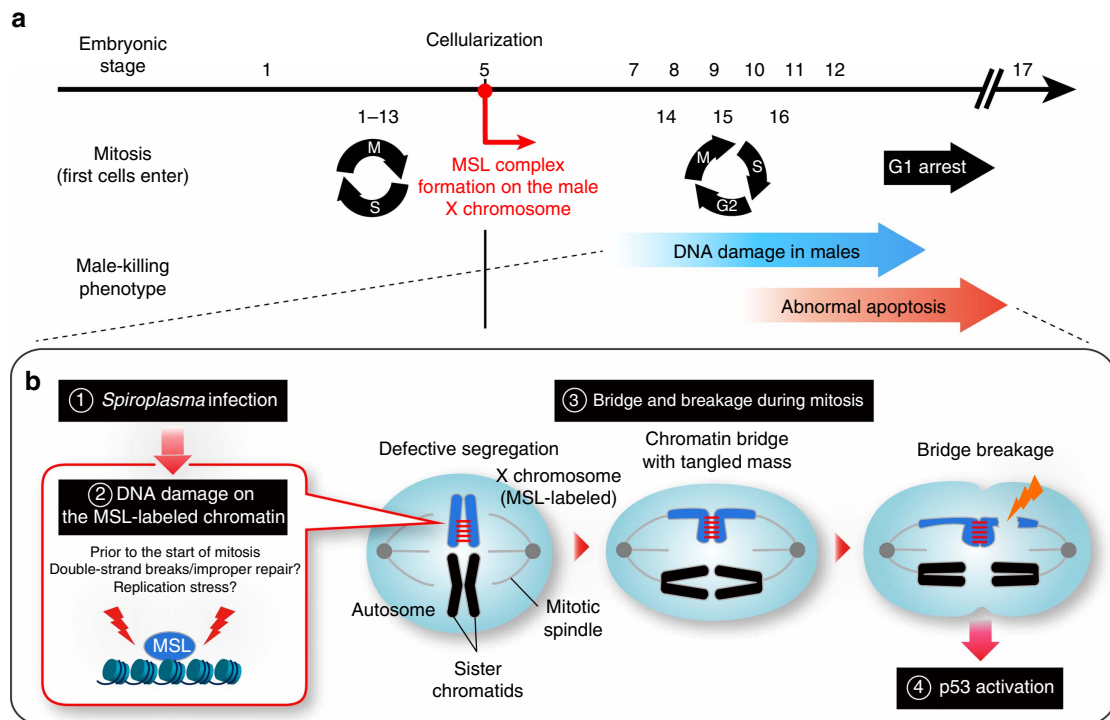 a
Embryonic
stage
Cellularization
1
5
7
8
9
10
11
12
17
1–13
14
15
16
Mitosis
(first cells enter)
M
S
MSL complex
formation on the male
X chromosome
M
S
G2
G1 arrest
Male-killing
phenotype
DNA damage in males
Abnormal apoptosis
b
1 Spiroplasma infection
2 DNA damage on
the MSL-labeled chromatin
Prior to the start of mitosis
Double-strand breaks/improper repair?
Replication stress?
MSL
3 Bridge and breakage during mitosis
Defective segregation
X chromosome
(MSL-labeled)
Autosome
Mitotic
spindle
Sister
chromatids
Chromatin bridge
with tangled mass
Bridge breakage
4 p53 activation